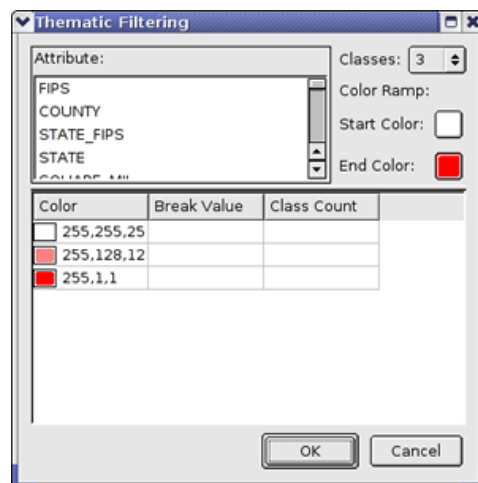 Thematic Filtering
Attribute:
Classes: 3
FIPS
COUNTY
STATE_FIPS
STATE
Color Ramp:
Start Color:
End Color:
Color Break Value Class Count
255,255,25
255,128,12
255,1,1
OK Cancel